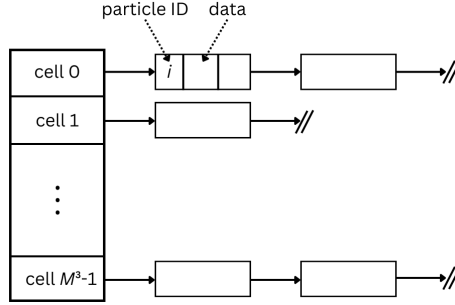 particle ID data
cell 0
i
cell 1
⋮
cell M³-1